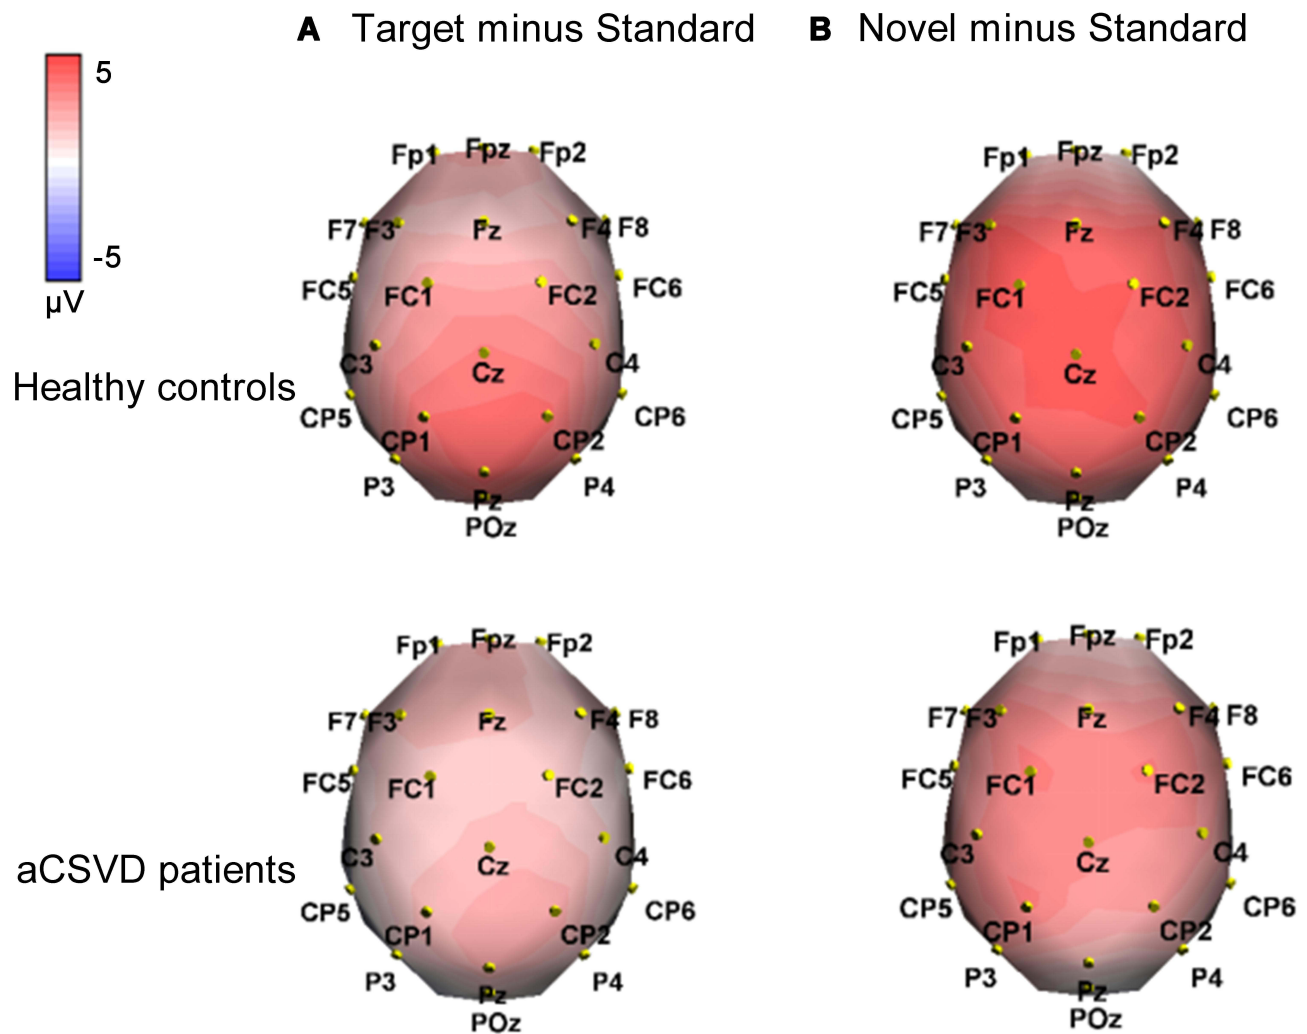 A Target minus Standard B Novel minus Standard
5
-5
µV
Healthy controls
Fp1 Fpz Fp2
F7 F3 Fz F4 F8
FC5 FC1 FC2 FC6
C3 Cz C4
CP5 CP1 CP2 CP6
P3 Pz P4
POz
Fp1 Fpz Fp2
F7 F3 Fz F4 F8
FC5 FC1 FC2 FC6
C3 Cz C4
CP5 CP1 CP2 CP6
P3 Pz P4
POz
aCSVD patients
Fp1 Fpz Fp2
F7 F3 Fz F4 F8
FC5 FC1 FC2 FC6
C3 Cz C4
CP5 CP1 CP2 CP6
P3 Pz P4
POz
Fp1 Fpz Fp2
F7 F3 Fz F4 F8
FC5 FC1 FC2 FC6
C3 Cz C4
CP5 CP1 CP2 CP6
P3 Pz P4
POz